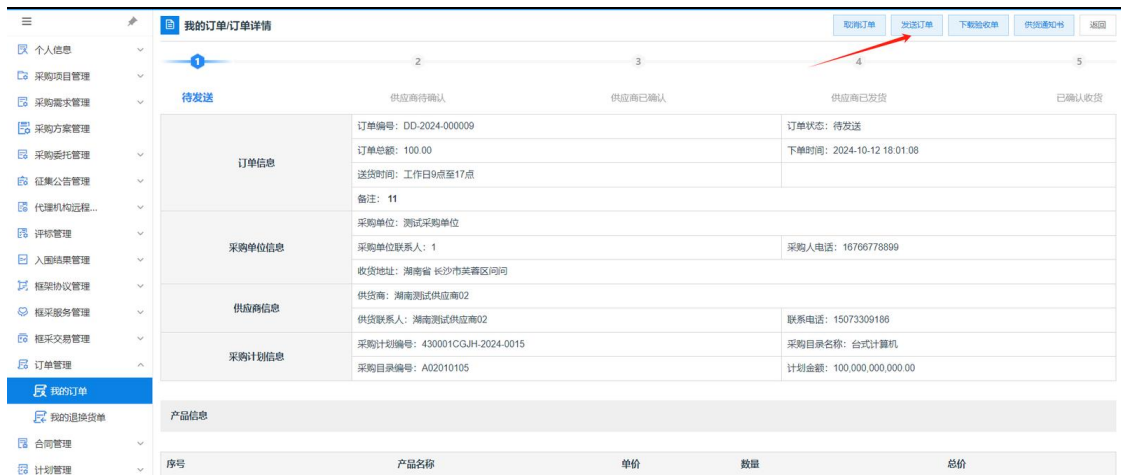 我的订单/订单详情
取消订单 发送订单 下载验收单 供货通知书 返回
个人信息
采购项目管理
采购需求管理
采购方案管理
采购委托管理
征集公告管理
代理机构远程...
评标管理
入围结果管理
框架协议管理
框采服务管理
框采交易管理
订单管理
我的订单
我的退换货单
合同管理
计划管理
1 2 3 4 5
待发送 供应商待确认 供应商已确认 供应商已发货 已确认收货
订单信息
订单编号：DD-2024-000009 订单状态：待发送
订单总额：100.00 下单时间：2024-10-12 18:01:08
送货时间：工作日9点至17点
备注：11
采购单位信息
采购单位：测试采购单位
采购单位联系人：1 采购人电话：16766778899
收货地址：湖南省 长沙市芙蓉区问问
供应商信息
供货商：湖南测试供应商02
供货联系人：湖南测试供应商02 联系电话：15073309186
采购计划信息
采购计划编号：430001CGJH-2024-0015 采购目录名称：台式计算机
采购目录编号：A02010105 计划金额：100,000,000,000.00
产品信息
序号 产品名称 单价 数量 总价